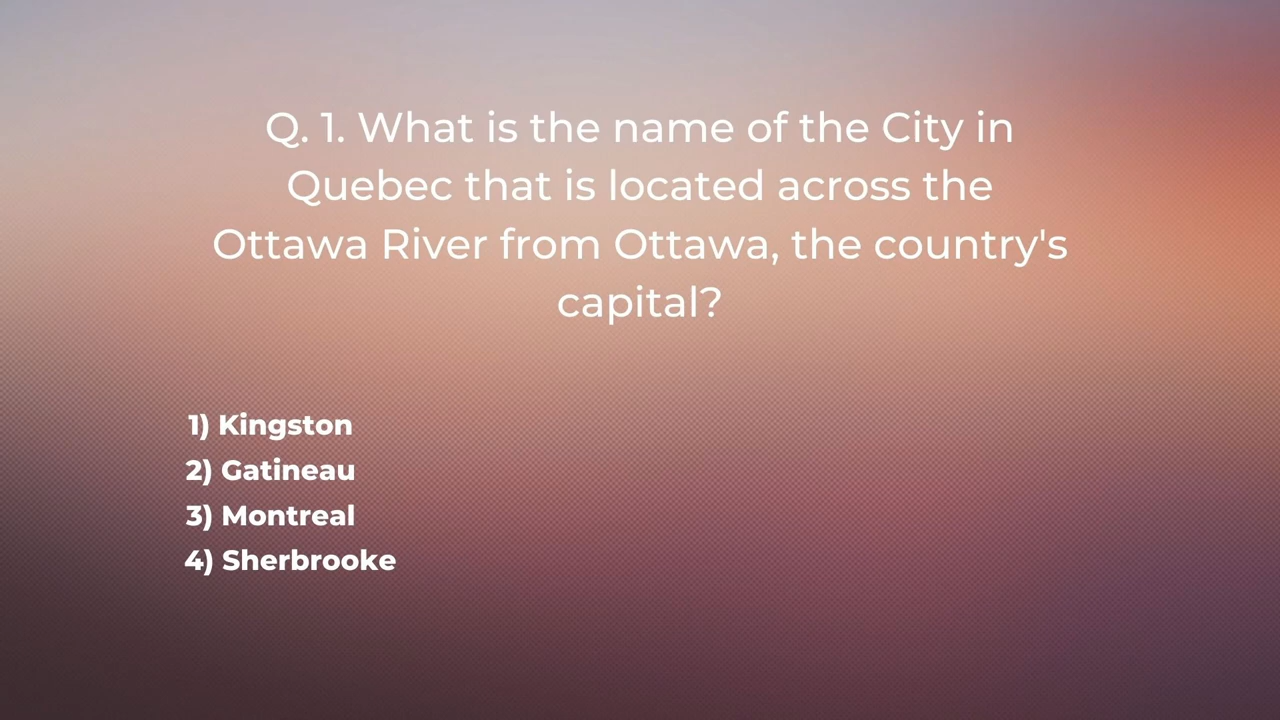 Q. 1. What is the name of the City in
Quebec that is located across the
Ottawa River from Ottawa, the country's
capital?
1) Kingston
2) Gatineau
3) Montreal
4) Sherbrooke